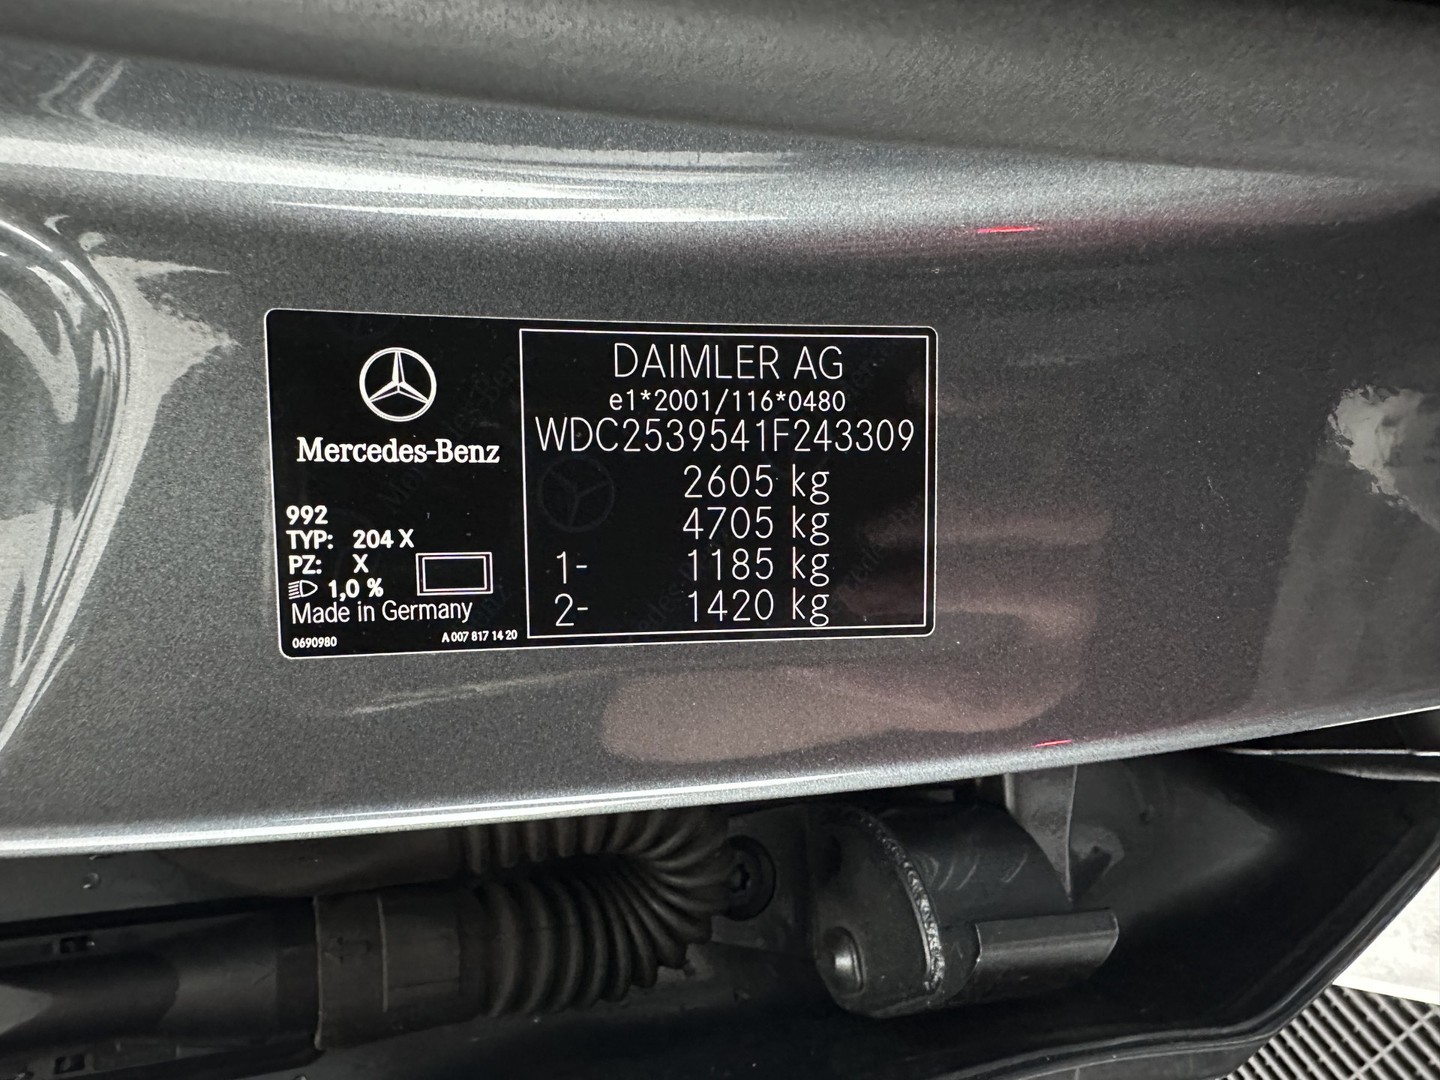 Mercedes-Benz
992
TYP: 204 X
PZ: X
1,0 %
Made in Germany
0690980
A 007 817 14 20
DAIMLER AG
e1*2001/116*0480
WDC2539541F243309
2605 kg
4705 kg
1- 1185 kg
2- 1420 kg